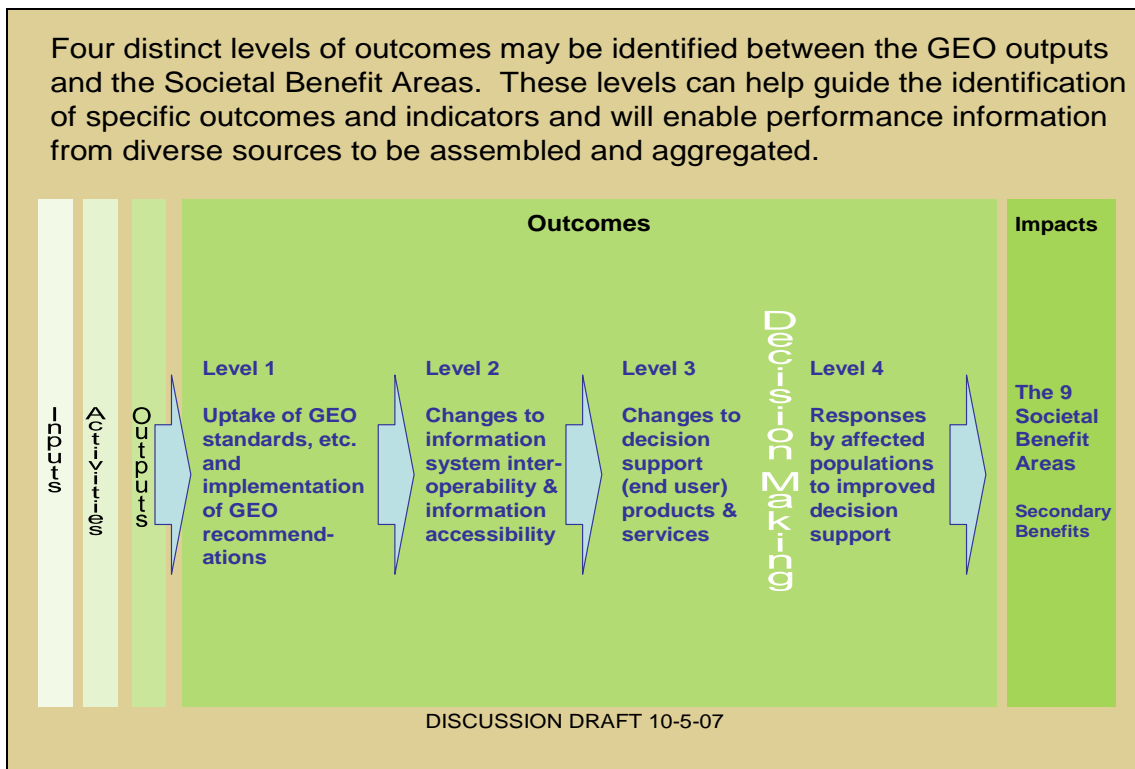 Four distinct levels of outcomes may be identified between the GEO outputs
and the Societal Benefit Areas. These levels can help guide the identification
of specific outcomes and indicators and will enable performance information
from diverse sources to be assembled and aggregated.
Inputs
Activities
Outputs
Outcomes
Level 1
Uptake of GEO
standards, etc.
and
implementation
of GEO
recommend-
ations
Level 2
Changes to
information
system inter-
operability &
information
accessibility
Level 3
Changes to
decision
support
(end user)
products &
services
Decision Making
Level 4
Responses
by affected
populations
to improved
decision
support
Impacts
The 9
Societal
Benefit
Areas
Secondary
Benefits
DISCUSSION DRAFT 10-5-07